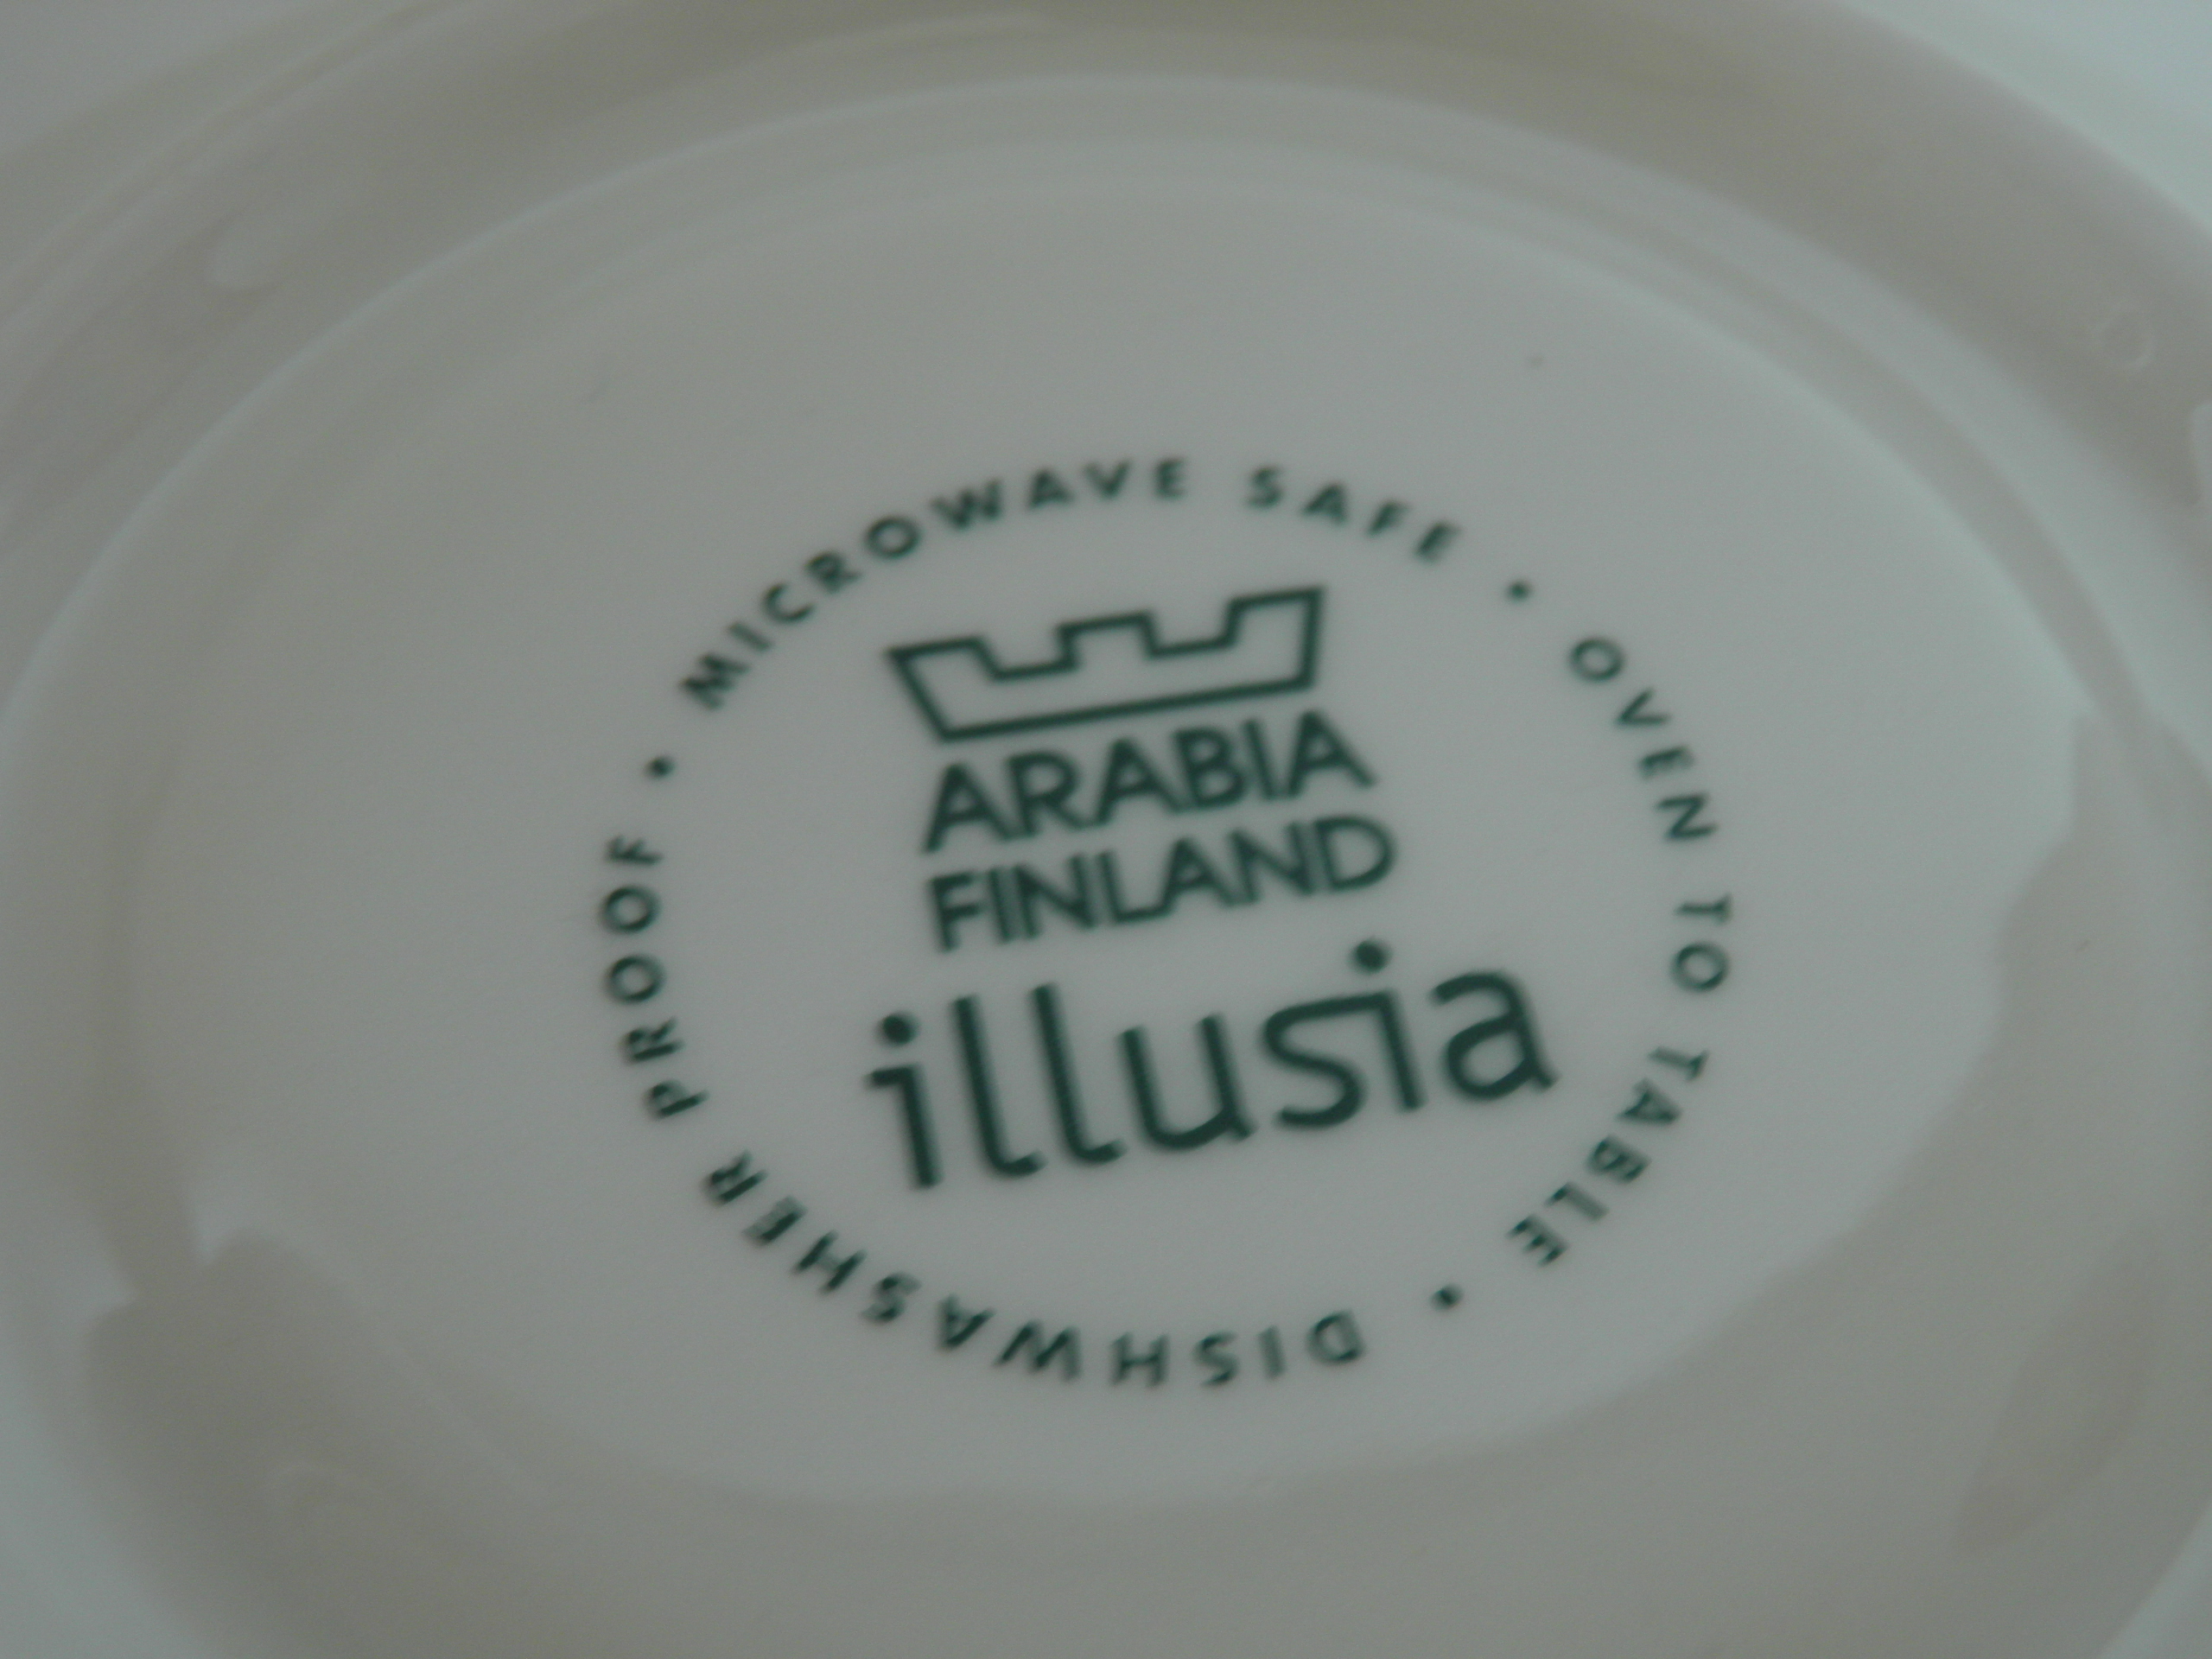 • MICROWAVE SAFE • OVEN TO TABLE • DISHWASHER PROOF
ARABIA
FINLAND
illusia